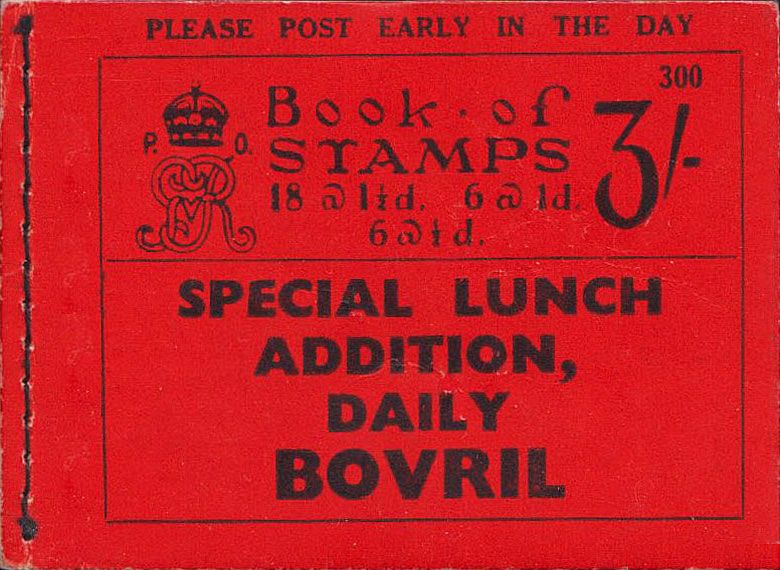 PLEASE POST EARLY IN THE DAY
300
P. O.
Book · of
STAMPS
3/-
18 @ 1½d. 6 @ 1d.
6 @ ½d.
SPECIAL LUNCH
ADDITION,
DAILY
BOVRIL